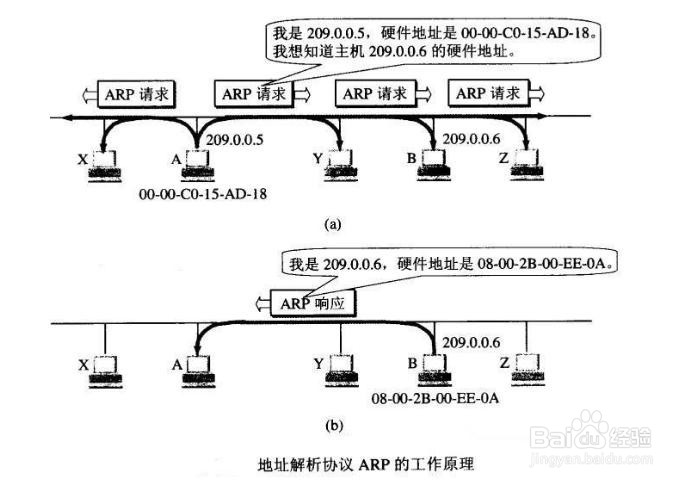 我是 209.0.0.5，硬件地址是 00-00-C0-15-AD-18。
我想知道主机 209.0.0.6 的硬件地址。
ARP 请求
ARP 请求
ARP 请求
ARP 请求
209.0.0.5
209.0.0.6
X
A
Y
B
Z
00-00-C0-15-AD-18
(a)
我是 209.0.0.6，硬件地址是 08-00-2B-00-EE-0A。
ARP 响应
209.0.0.6
X
A
Y
B
Z
08-00-2B-00-EE-0A
(b)
Baidu 经验
jingyan.baidu.com
地址解析协议 ARP 的工作原理